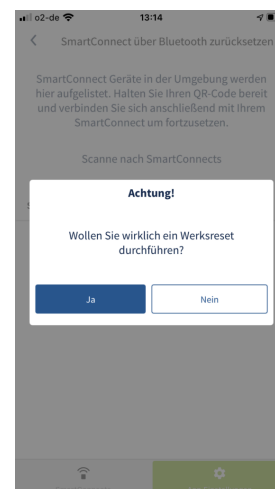 o2-de 13:14
SmartConnect über Bluetooth zurücksetzen
SmartConnect Geräte in der Umgebung werden
hier aufgelistet. Halten Sie Ihren QR-Code bereit
und verbinden Sie sich anschließend mit Ihrem
SmartConnect um fortzusetzen.
Scanne nach SmartConnects
Achtung!
Wollen Sie wirklich ein Werksreset
durchführen?
Ja Nein